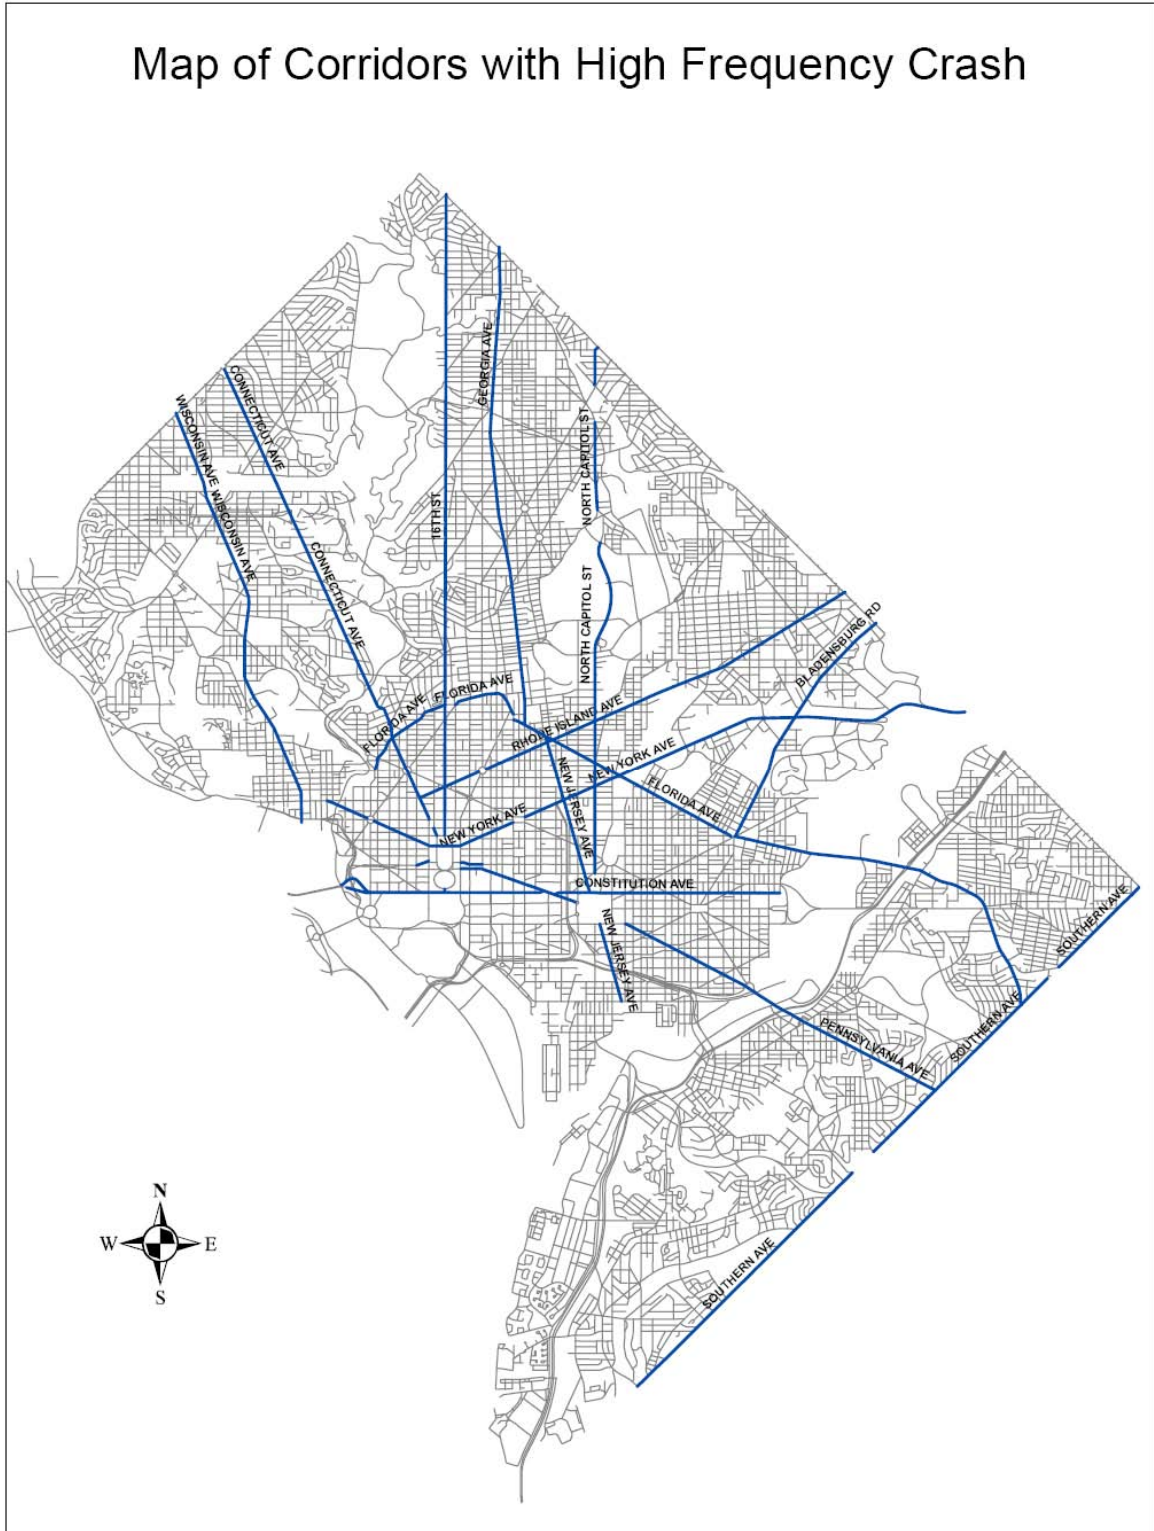 Map of Corridors with High Frequency Crash
GEORGIA AVE
CONNECTICUT AVE
WISCONSIN AVE
NORTH CAPITOL ST
WISCONSIN AVE
16TH ST
CONNECTICUT AVE
NORTH CAPITOL ST
BLADENSBURG RD
FLORIDA AVE
FLORIDA AVE
RHODE ISLAND AVE
NEW YORK AVE
NEW JERSEY AVE
FLORIDA AVE
NEW YORK AVE
CONSTITUTION AVE
SOUTHERN AVE
NEW JERSEY AVE
SOUTHERN AVE
PENNSYLVANIA AVE
N
W E
S
SOUTHERN AVE